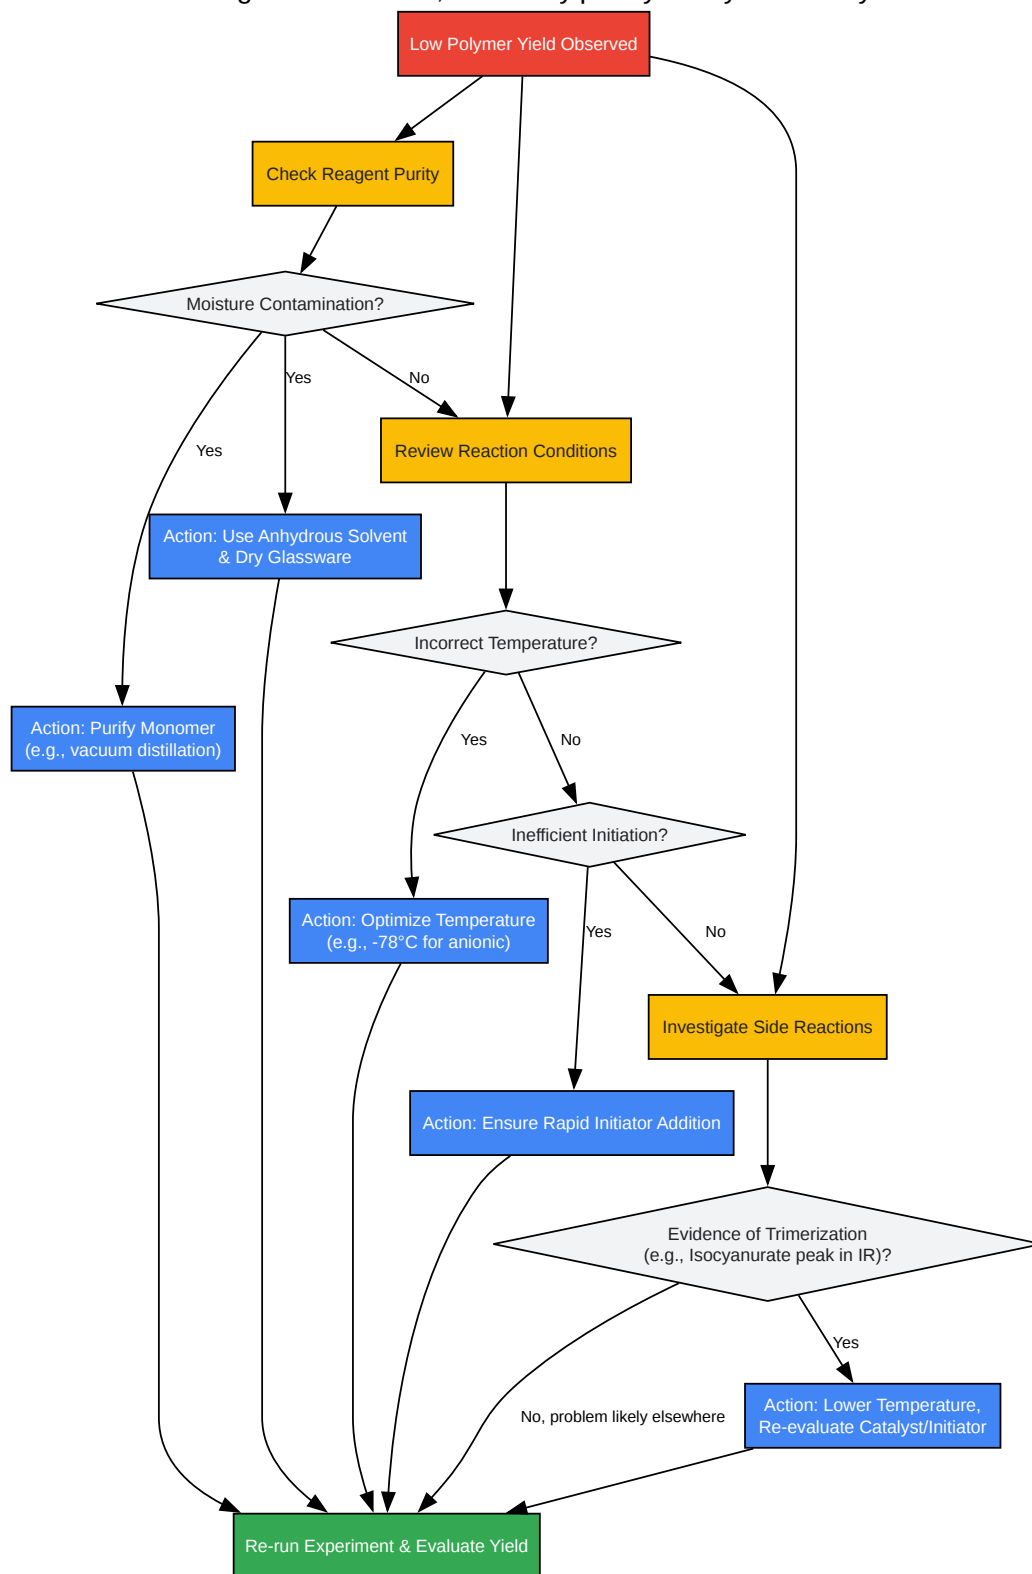 Low Polymer Yield Observed
Check Reagent Purity
Moisture Contamination?
Yes
No
Yes
Review Reaction Conditions
Action: Use Anhydrous Solvent
& Dry Glassware
Incorrect Temperature?
Action: Purify Monomer
(e.g., vacuum distillation)
Yes
No
Inefficient Initiation?
Action: Optimize Temperature
(e.g., -78°C for anionic)
Yes
No
Investigate Side Reactions
Action: Ensure Rapid Initiator Addition
Evidence of Trimerization
(e.g., Isocyanurate peak in IR)?
Yes
No, problem likely elsewhere
Action: Lower Temperature,
Re-evaluate Catalyst/Initiator
Re-run Experiment & Evaluate Yield